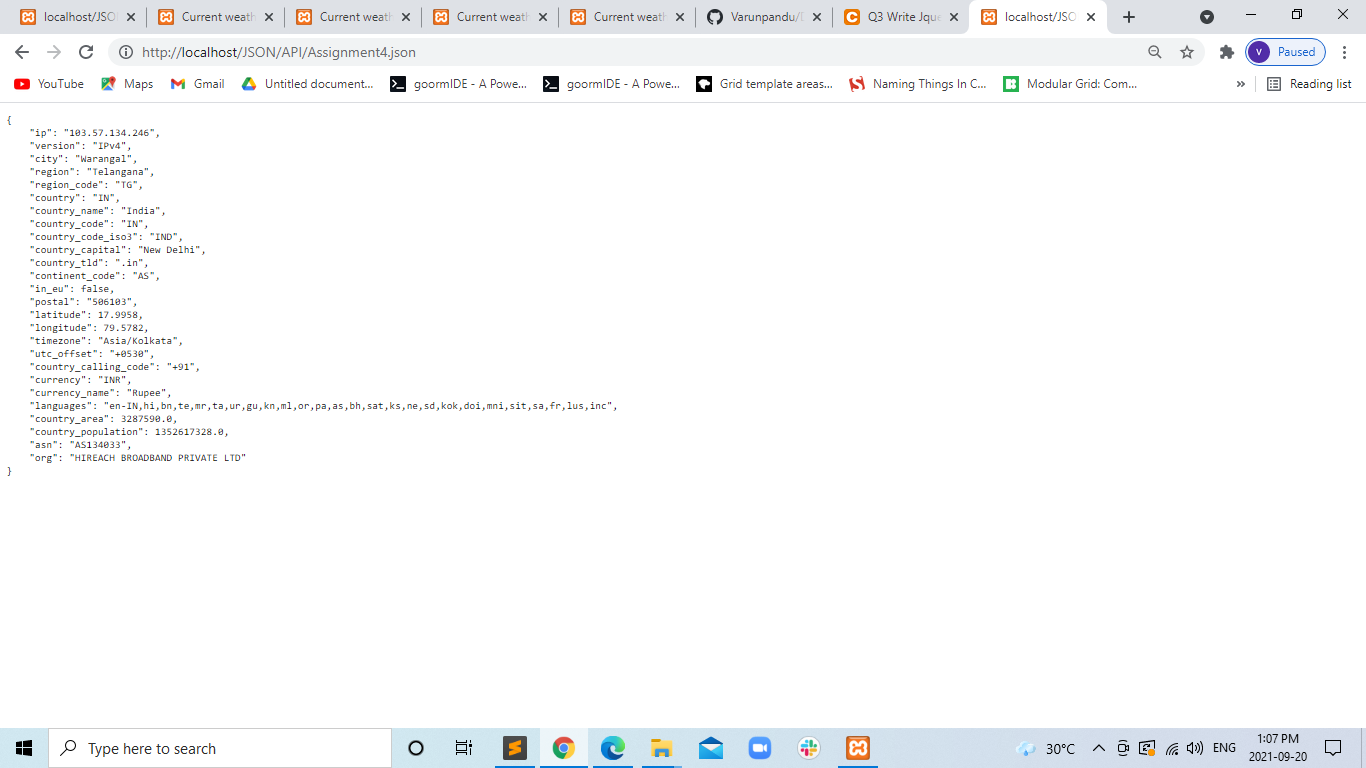 localhost/JSO
Current weath
Current weath
Current weath
Current weath
Varunpandu/
Q3 Write Jque
localhost/JSO
http://localhost/JSON/API/Assignment4.json
V Paused
YouTube
Maps
Gmail
Untitled document...
goormIDE - A Powe...
goormIDE - A Powe...
Grid template areas...
Naming Things In C...
Modular Grid: Com...
»
Reading list
{
"ip": "103.57.134.246",
"version": "IPv4",
"city": "Warangal",
"region": "Telangana",
"region_code": "TG",
"country": "IN",
"country_name": "India",
"country_code": "IN",
"country_code_iso3": "IND",
"country_capital": "New Delhi",
"country_tld": ".in",
"continent_code": "AS",
"in_eu": false,
"postal": "506103",
"latitude": 17.9958,
"longitude": 79.5782,
"timezone": "Asia/Kolkata",
"utc_offset": "+0530",
"country_calling_code": "+91",
"currency": "INR",
"currency_name": "Rupee",
"languages": "en-IN,hi,bn,te,mr,ta,ur,gu,kn,ml,or,pa,as,bh,sat,ks,ne,sd,kok,doi,mni,sit,sa,fr,lus,inc",
"country_area": 3287590.0,
"country_population": 1352617328.0,
"asn": "AS134033",
"org": "HIREACH BROADBAND PRIVATE LTD"
}
Type here to search
30°C
ENG
1:07 PM
2021-09-20